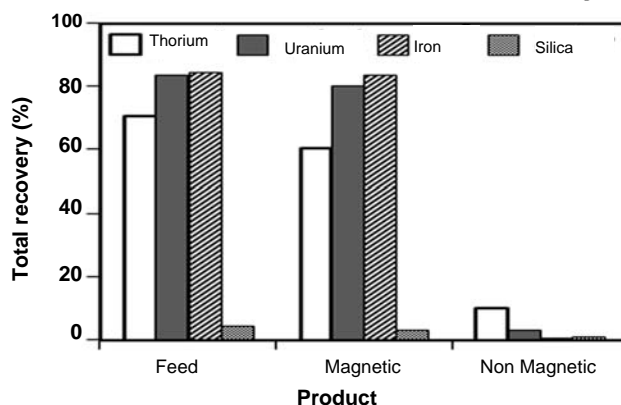 100
Thorium Uranium Iron Silica
80
60
40
20
0
Total recovery (%)
Feed Magnetic Non Magnetic
Product